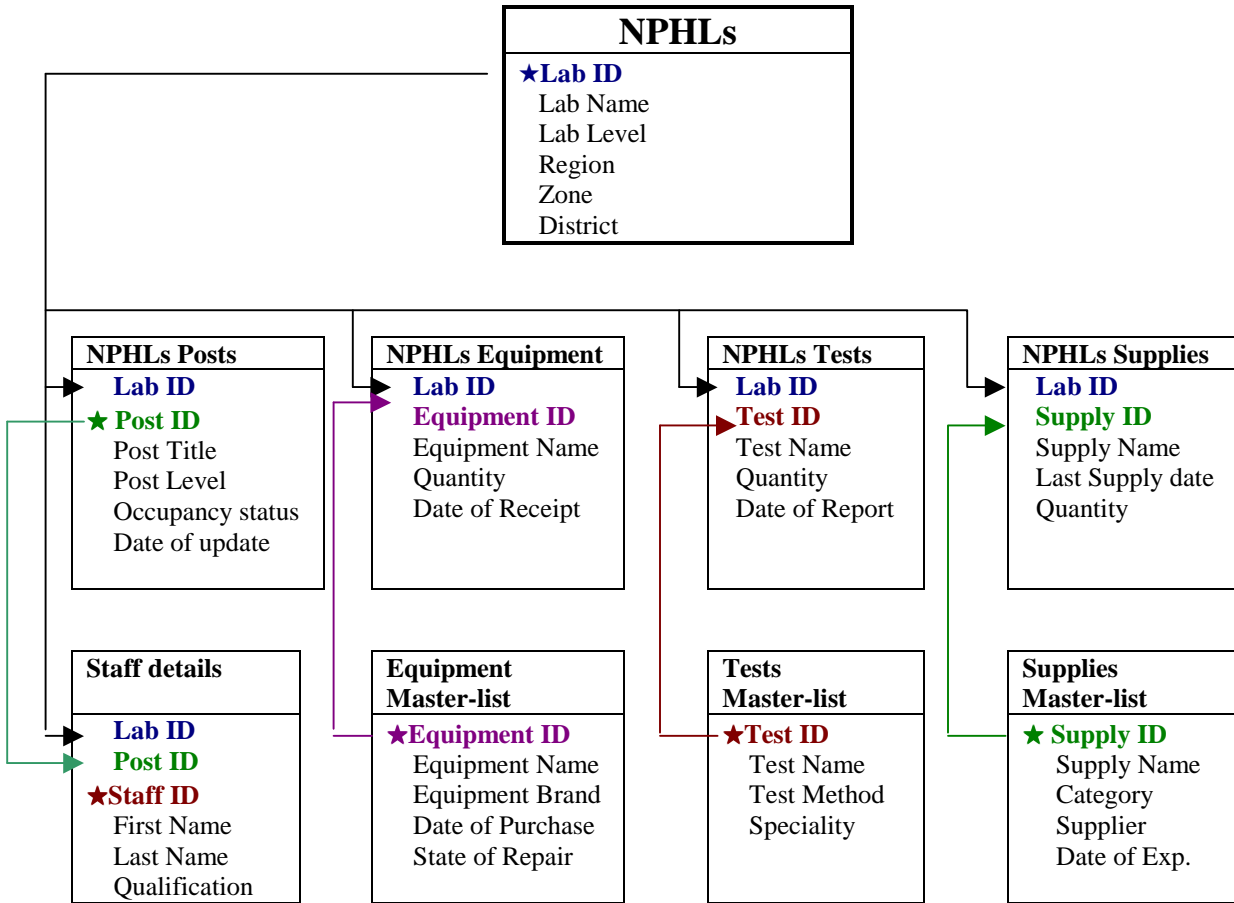 NPHLs
★Lab ID
Lab Name
Lab Level
Region
Zone
District
NPHLs Posts
Lab ID
★ Post ID
Post Title
Post Level
Occupancy status
Date of update
NPHLs Equipment
Lab ID
Equipment ID
Equipment Name
Quantity
Date of Receipt
NPHLs Tests
Lab ID
Test ID
Test Name
Quantity
Date of Report
NPHLs Supplies
Lab ID
Supply ID
Supply Name
Last Supply date
Quantity
Staff details
Lab ID
Post ID
★Staff ID
First Name
Last Name
Qualification
Equipment
Master-list
★Equipment ID
Equipment Name
Equipment Brand
Date of Purchase
State of Repair
Tests
Master-list
★Test ID
Test Name
Test Method
Speciality
Supplies
Master-list
★ Supply ID
Supply Name
Category
Supplier
Date of Exp.